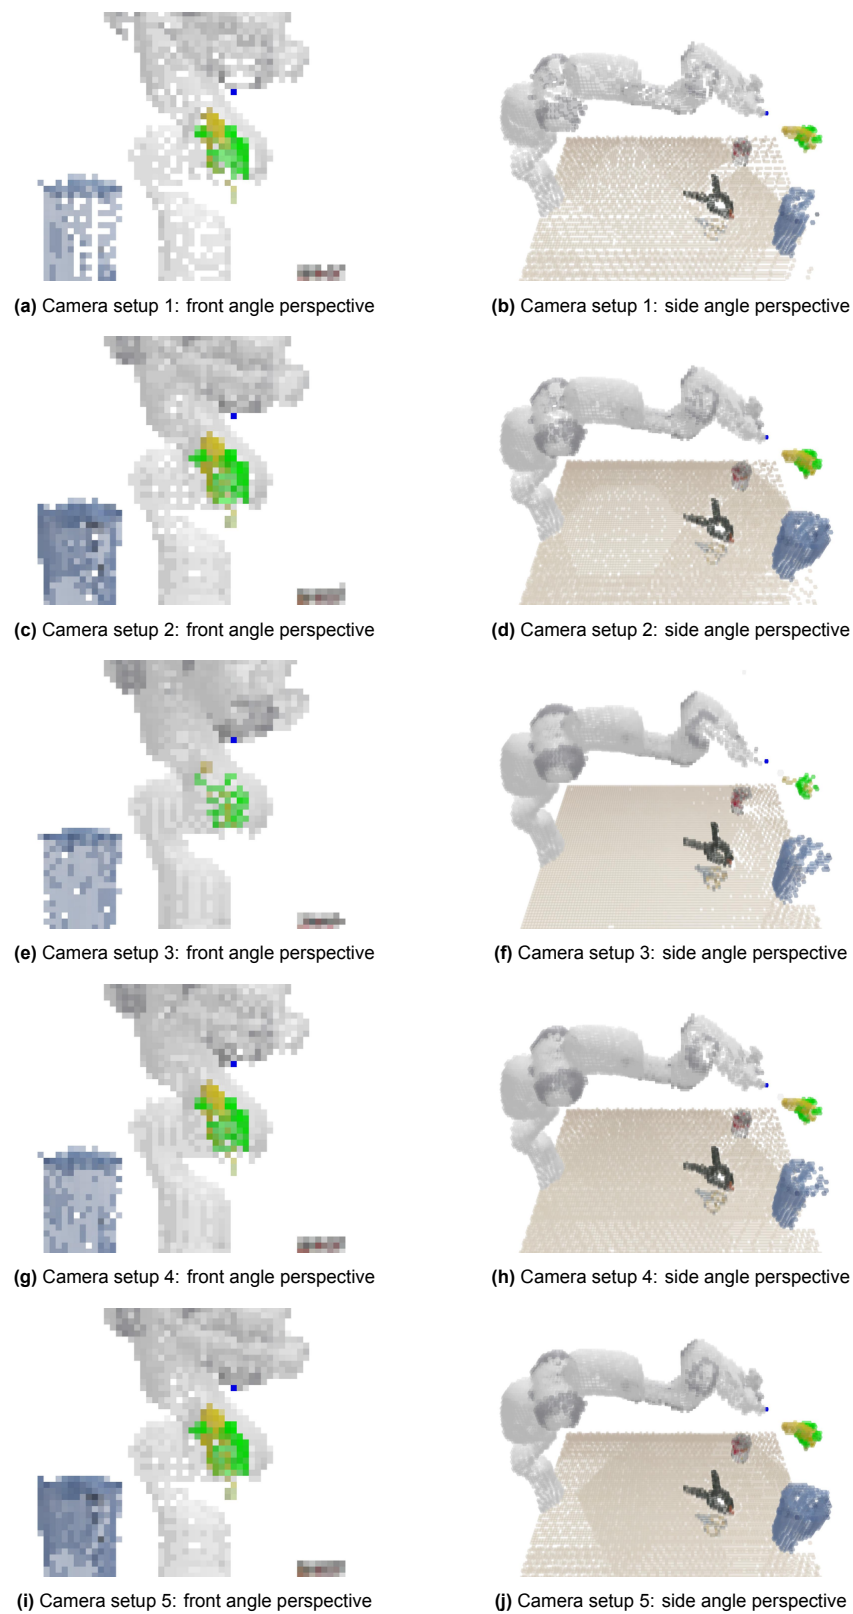 (a) Camera setup 1: front angle perspective
(b) Camera setup 1: side angle perspective
(c) Camera setup 2: front angle perspective
(d) Camera setup 2: side angle perspective
(e) Camera setup 3: front angle perspective
(f) Camera setup 3: side angle perspective
(g) Camera setup 4: front angle perspective
(h) Camera setup 4: side angle perspective
(i) Camera setup 5: front angle perspective
(j) Camera setup 5: side angle perspective